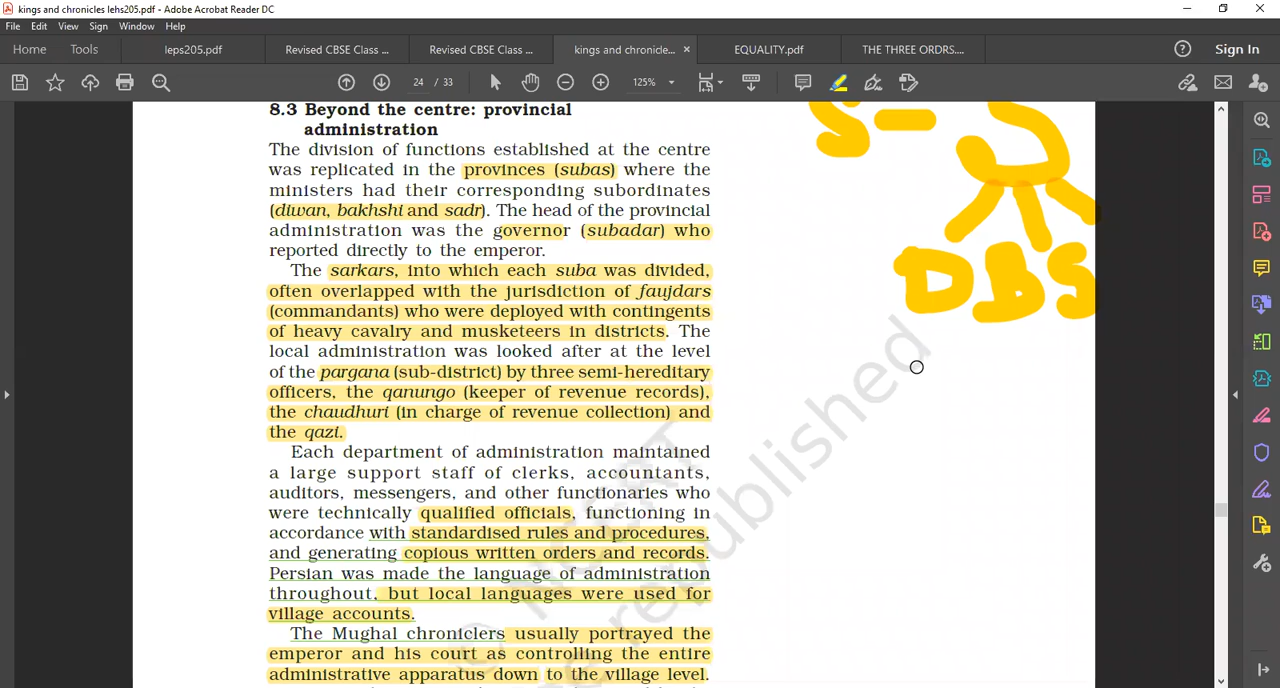 kings and chronicles lehs205.pdf - Adobe Acrobat Reader DC
File Edit View Sign Window Help
Home Tools leps205.pdf Revised CBSE Class ... Revised CBSE Class ... kings and chronicle... × EQUALITY.pdf THE THREE ORDRS.... Sign In
24 / 33 125%
8.3 Beyond the centre: provincial
administration
The division of functions established at the centre
was replicated in the provinces (subas) where the
ministers had their corresponding subordinates
(diwan, bakhshi and sadr). The head of the provincial
administration was the governor (subadar) who
reported directly to the emperor.
The sarkars, into which each suba was divided,
often overlapped with the jurisdiction of faujdars
(commandants) who were deployed with contingents
of heavy cavalry and musketeers in districts. The
local administration was looked after at the level
of the pargana (sub-district) by three semi-hereditary
officers, the qanungo (keeper of revenue records),
the chaudhuri (in charge of revenue collection) and
the qazi.
Each department of administration maintained
a large support staff of clerks, accountants,
auditors, messengers, and other functionaries who
were technically qualified officials, functioning in
accordance with standardised rules and procedures,
and generating copious written orders and records.
Persian was made the language of administration
throughout, but local languages were used for
village accounts.
The Mughal chroniclers usually portrayed the
emperor and his court as controlling the entire
administrative apparatus down to the village level.
S -
D B S
© NCERT
republished